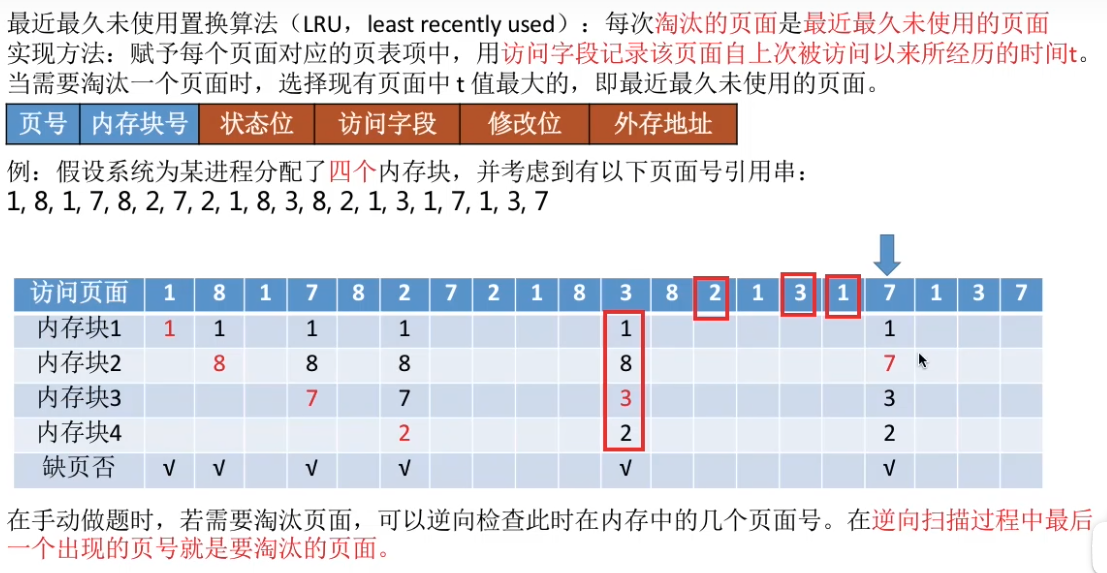 最近最久未使用置换算法（LRU，least recently used）：每次淘汰的页面是最近最久未使用的页面
实现方法：赋予每个页面对应的页表项中，用访问字段记录该页面自上次被访问以来所经历的时间t。
当需要淘汰一个页面时，选择现有页面中 t 值最大的，即最近最久未使用的页面。
页号 内存块号 状态位 访问字段 修改位 外存地址
例：假设系统为某进程分配了四个内存块，并考虑到有以下页面号引用串：
1, 8, 1, 7, 8, 2, 7, 2, 1, 8, 3, 8, 2, 1, 3, 1, 7, 1, 3, 7
访问页面 1 8 1 7 8 2 7 2 1 8 3 8 2 1 3 1 7 1 3 7
内存块1 1 1 1 1 1 1
内存块2 8 8 8 8 7
内存块3 7 7 3 3
内存块4 2 2 2
缺页否 √ √ √ √ √ √
在手动做题时，若需要淘汰页面，可以逆向检查此时在内存中的几个页面号。在逆向扫描过程中最后
一个出现的页号就是要淘汰的页面。